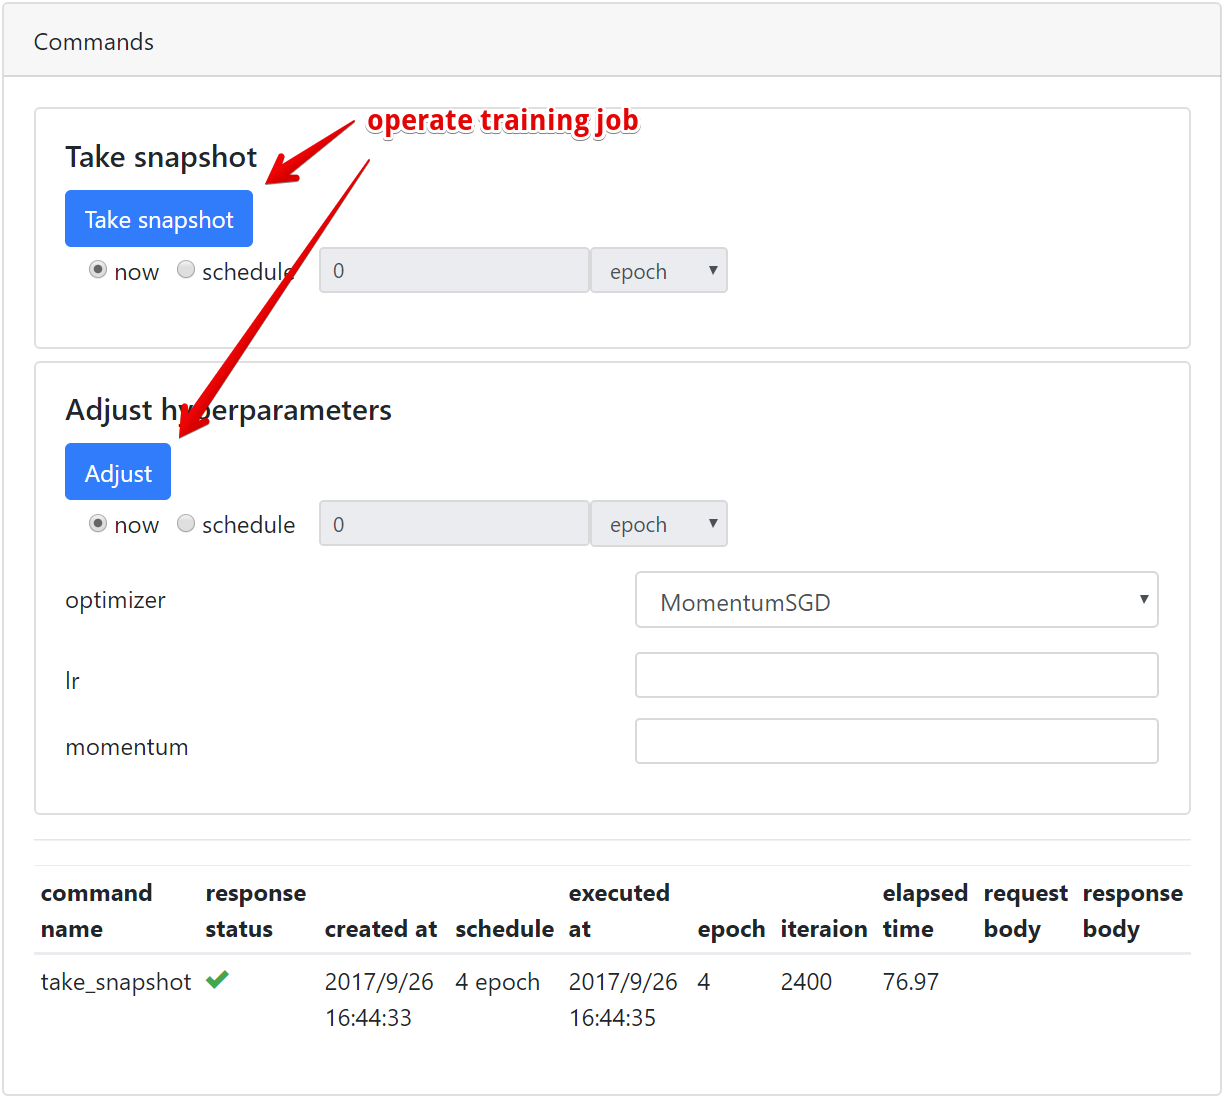 Commands
operate training job
Take snapshot
Take snapshot
now schedule 0 epoch
Adjust hyperparameters
Adjust
now schedule 0 epoch
optimizer MomentumSGD
lr
momentum
command name response status created at schedule executed at epoch iteraion elapsed time request body response body
take_snapshot 2017/9/26 16:44:33 4 epoch 2017/9/26 16:44:35 4 2400 76.97